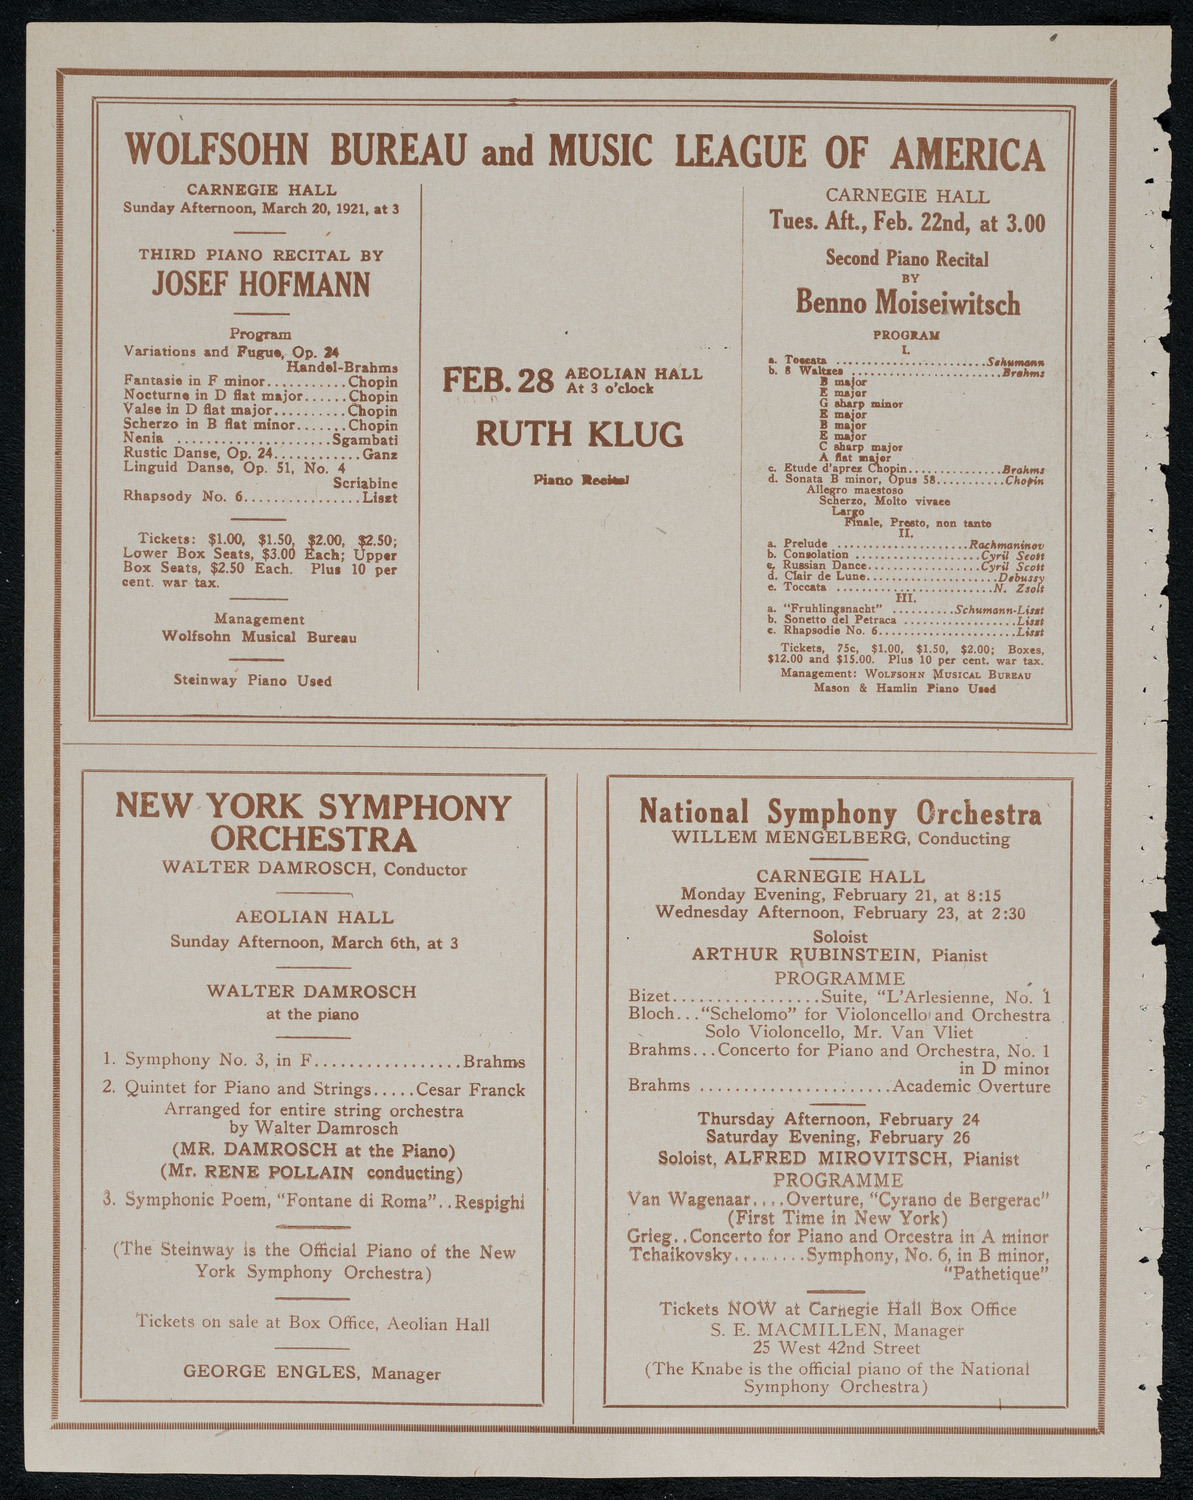 WOLFSOHN BUREAU and MUSIC LEAGUE OF AMERICA
CARNEGIE HALL
Sunday Afternoon, March 20, 1921, at 3
THIRD PIANO RECITAL BY
JOSEF HOFMANN
Program
Variations and Fugue, Op. 24
Handel-Brahms
Fantasie in F minor..........Chopin
Nocturne in D flat major......Chopin
Valse in D flat major..........Chopin
Scherzo in B flat minor.......Chopin
Nenia ....................Sgambati
Rustic Danse, Op. 24............Ganz
Linguid Danse, Op. 51, No. 4
Scriabine
Rhapsody No. 6...............Liszt
Tickets: $1.00, $1.50, $2.00, $2.50;
Lower Box Seats, $3.00 Each; Upper
Box Seats, $2.50 Each. Plus 10 per
cent. war tax.
Management
Wolfsohn Musical Bureau
Steinway Piano Used
FEB. 28 AEOLIAN HALL
At 3 o'clock
RUTH KLUG
Piano Recital
CARNEGIE HALL
Tues. Aft., Feb. 22nd, at 3.00
Second Piano Recital
BY
Benno Moiseiwitsch
PROGRAM
I.
a. Toccata .......................Schumann
b. 8 Waltzes .......................Brahms
B major
E major
G sharp minor
E major
B major
E major
C sharp major
A flat major
c. Etude d'aprez Chopin..............Brahms
d. Sonata B minor, Opus 58..........Chopin
Allegro maestoso
Scherzo, Molto vivace
Largo
Finale, Presto, non tanto
II.
a. Prelude ....................Rachmaninov
b. Consolation ...................Cyril Scott
c. Russian Dance.................Cyril Scott
d. Clair de Lune....................Debussy
e. Toccata ........................N. Zsolt
III.
a. "Fruhlingsnacht" ..........Schumann-Liszt
b. Sonetto del Petraca .................Liszt
c. Rhapsodie No. 6.....................Liszt
Tickets, 75c, $1.00, $1.50, $2.00; Boxes,
$12.00 and $15.00. Plus 10 per cent. war tax.
Management: WOLFSOHN MUSICAL BUREAU
Mason & Hamlin Piano Used
NEW YORK SYMPHONY
ORCHESTRA
WALTER DAMROSCH, Conductor
AEOLIAN HALL
Sunday Afternoon, March 6th, at 3
WALTER DAMROSCH
at the piano
1. Symphony No. 3, in F.................Brahms
2. Quintet for Piano and Strings.....Cesar Franck
Arranged for entire string orchestra
by Walter Damrosch
(MR. DAMROSCH at the Piano)
(Mr. RENE POLLAIN conducting)
3. Symphonic Poem, "Fontane di Roma"..Respighi
(The Steinway is the Official Piano of the New
York Symphony Orchestra)
Tickets on sale at Box Office, Aeolian Hall
GEORGE ENGLES, Manager
National Symphony Orchestra
WILLEM MENGELBERG, Conducting
CARNEGIE HALL
Monday Evening, February 21, at 8:15
Wednesday Afternoon, February 23, at 2:30
Soloist
ARTHUR RUBINSTEIN, Pianist
PROGRAMME
Bizet.................Suite, "L'Arlesienne, No. 1
Bloch..."Schelomo" for Violoncello and Orchestra
Solo Violoncello, Mr. Van Vliet
Brahms...Concerto for Piano and Orchestra, No. 1
in D minor
Brahms ......................Academic Overture
Thursday Afternoon, February 24
Saturday Evening, February 26
Soloist, ALFRED MIROVITSCH, Pianist
PROGRAMME
Van Wagenaar....Overture, "Cyrano de Bergerac"
(First Time in New York)
Grieg..Concerto for Piano and Orcestra in A minor
Tchaikovsky.........Symphony, No. 6, in B minor,
"Pathetique"
Tickets NOW at Carnegie Hall Box Office
S. E. MACMILLEN, Manager
25 West 42nd Street
(The Knabe is the official piano of the National
Symphony Orchestra)